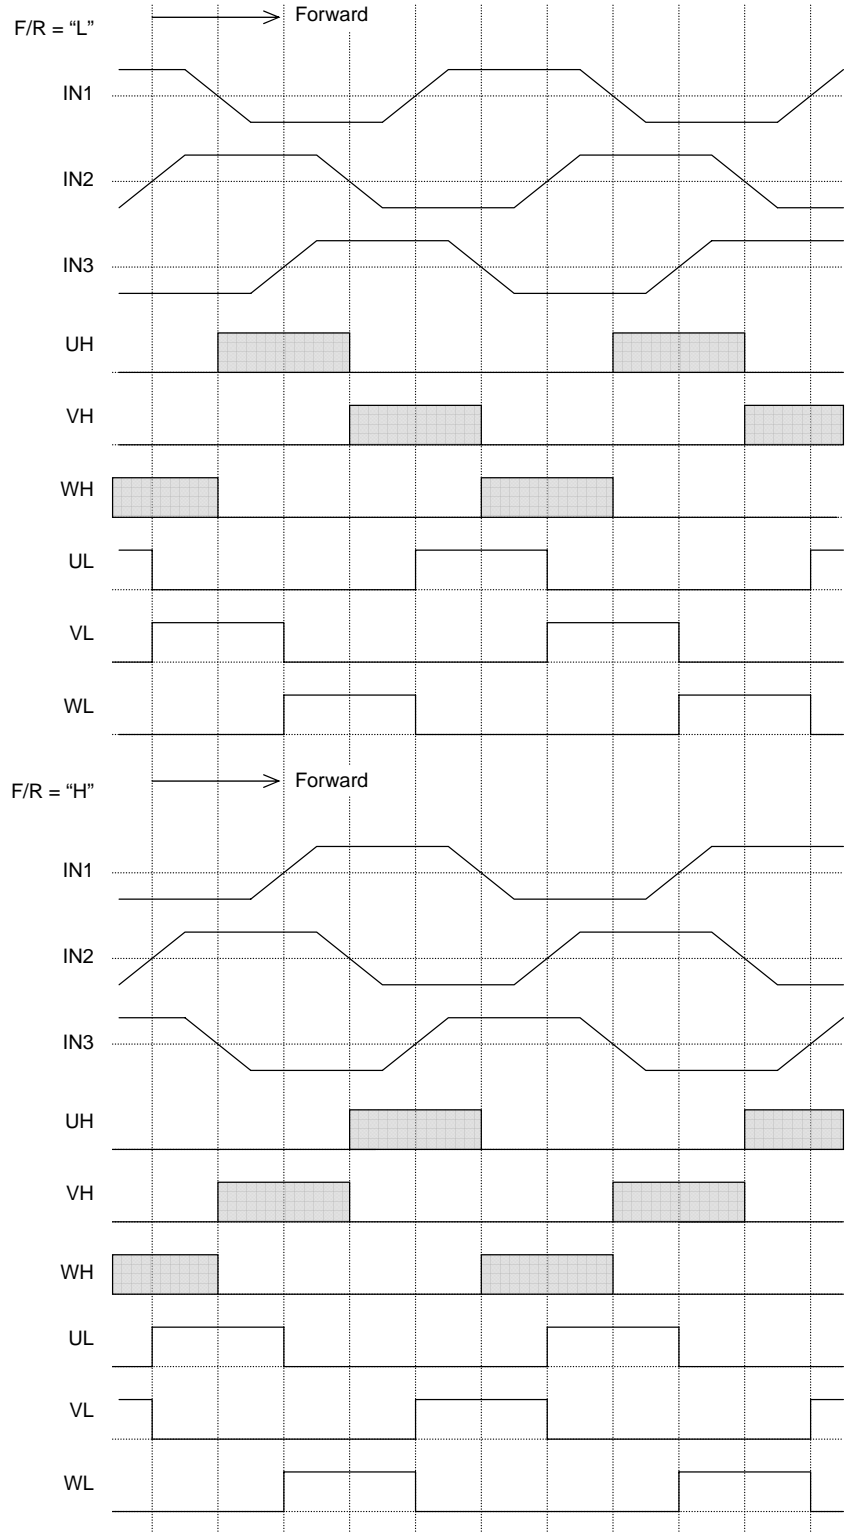 F/R = “L”
Forward
IN1
IN2
IN3
UH
VH
WH
UL
VL
WL
F/R = “H”
Forward
IN1
IN2
IN3
UH
VH
WH
UL
VL
WL